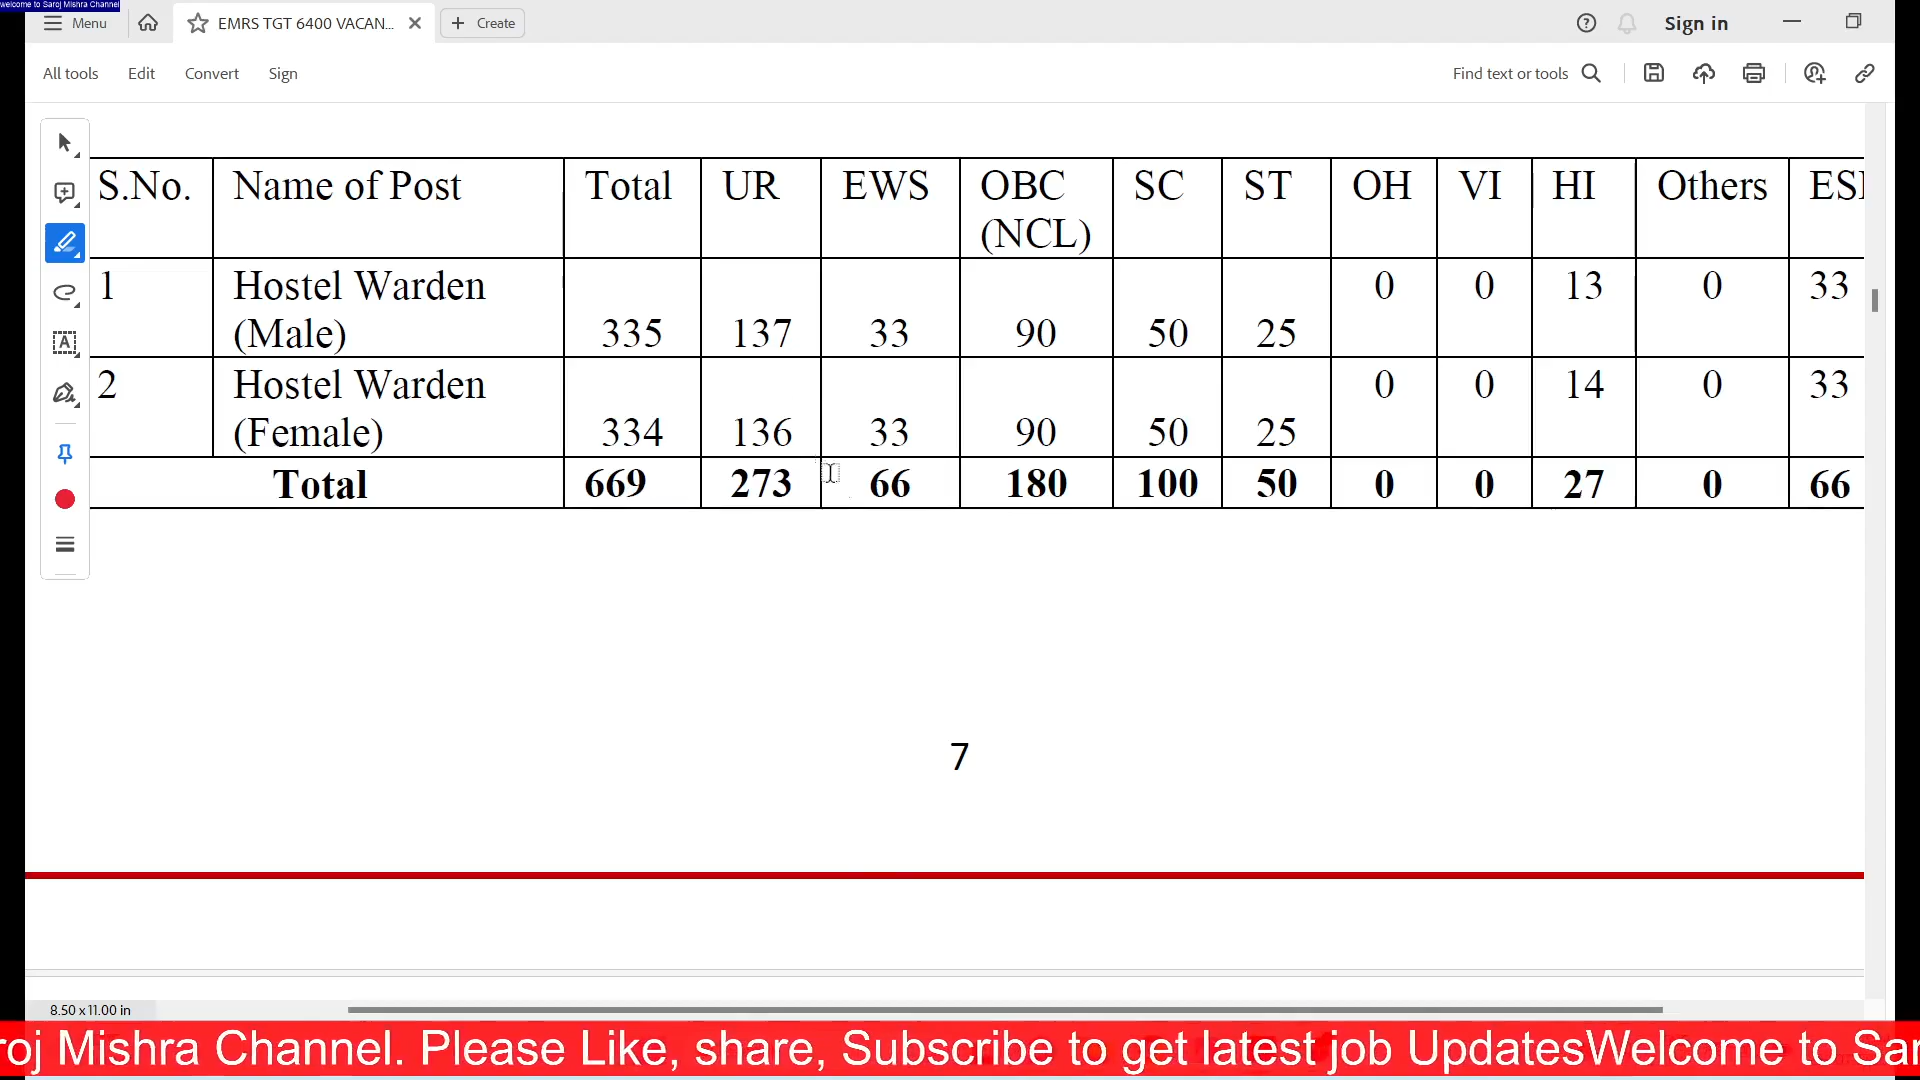 welcome to Saroj Mishra Channel
Menu
EMRS TGT 6400 VACAN...
Create
Sign in
All tools Edit Convert Sign
Find text or tools
S.No. Name of Post Total UR EWS OBC (NCL) SC ST OH VI HI Others
1 Hostel Warden (Male) 335 137 33 90 50 25 0 0 13 0 33
2 Hostel Warden (Female) 334 136 33 90 50 25 0 0 14 0 33
Total 669 273 66 180 100 50 0 0 27 0 66
7
8.50 x 11.00 in
roj Mishra Channel. Please Like, share, Subscribe to get latest job UpdatesWelcome to Sar